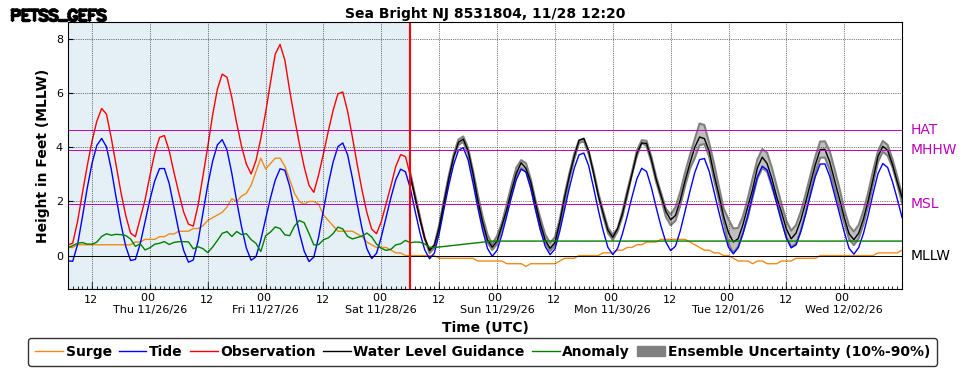 PETSS_GEFS
Sea Bright NJ 8531804, 11/28 12:20
Height in Feet (MLLW)
8
6
4
2
0
HAT
MHHW
MSL
MLLW
12 00 12 00 12 00 12 00 12 00 12 00 12 00
Thu 11/26/26 Fri 11/27/26 Sat 11/28/26 Sun 11/29/26 Mon 11/30/26 Tue 12/01/26 Wed 12/02/26
Time (UTC)
Surge Tide Observation Water Level Guidance Anomaly Ensemble Uncertainty (10%-90%)